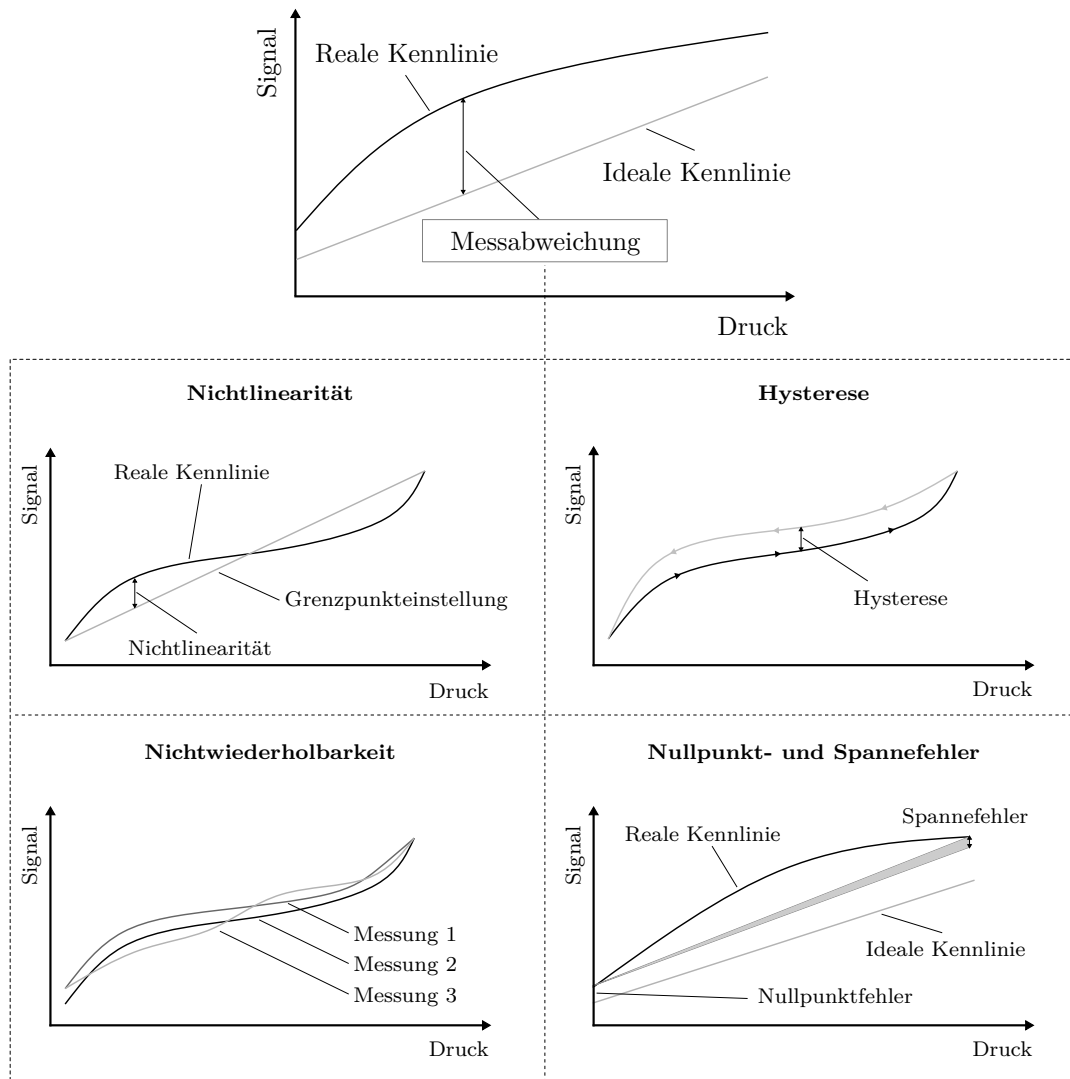 Signal
Reale Kennlinie
Ideale Kennlinie
Messabweichung
Druck
Nichtlinearität
Signal
Reale Kennlinie
Grenzpunkteinstellung
Nichtlinearität
Druck
Hysterese
Signal
Hysterese
Druck
Nichtwiederholbarkeit
Signal
Messung 1
Messung 2
Messung 3
Druck
Nullpunkt- und Spannefehler
Signal
Spannefehler
Reale Kennlinie
Ideale Kennlinie
Nullpunktfehler
Druck